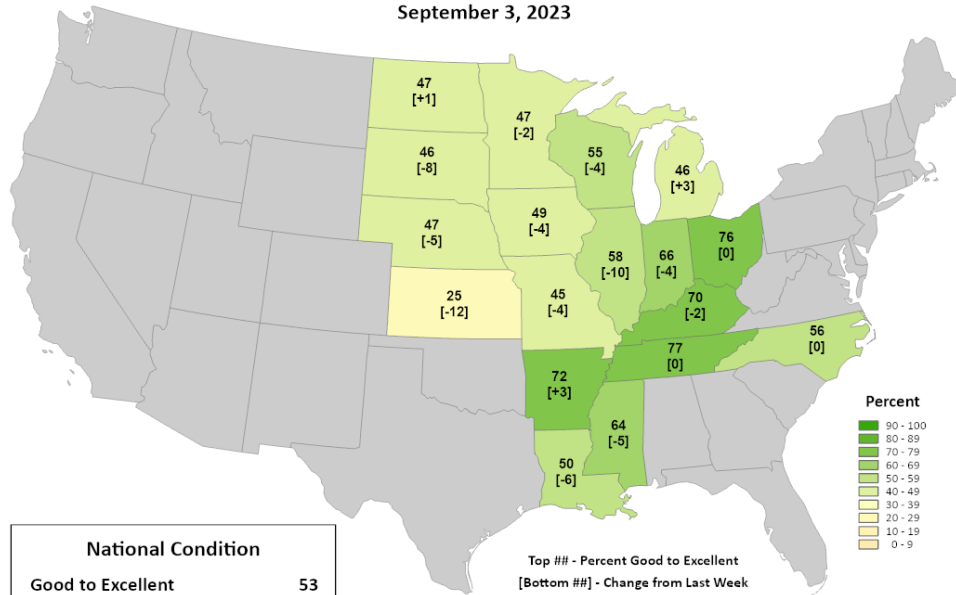 September 3, 2023
47
[+1]
47
[-2]
46
[-8]
55
[-4]
46
[+3]
47
[-5]
49
[-4]
58
[-10]
66
[-4]
76
[0]
25
[-12]
45
[-4]
70
[-2]
77
[0]
56
[0]
72
[+3]
64
[-5]
50
[-6]
Percent
90 - 100
80 - 89
70 - 79
60 - 69
50 - 59
40 - 49
30 - 39
20 - 29
10 - 19
0 - 9
National Condition
Good to Excellent 53
Top ## - Percent Good to Excellent
[Bottom ##] - Change from Last Week